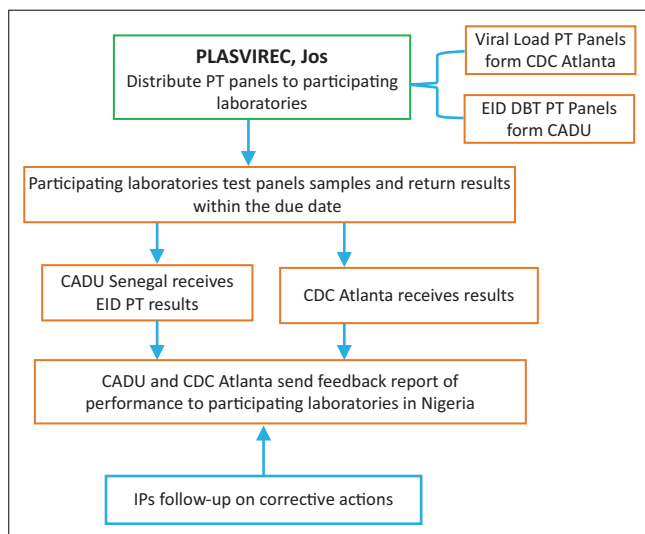 PLASVIREC, Jos
Distribute PT panels to participating
laboratories
Viral Load PT Panels
form CDC Atlanta
EID DBT PT Panels
form CADU
Participating laboratories test panels samples and return results
within the due date
CADU Senegal receives
EID PT results
CDC Atlanta receives results
CADU and CDC Atlanta send feedback report of
performance to participating laboratories in Nigeria
IPs follow-up on corrective actions